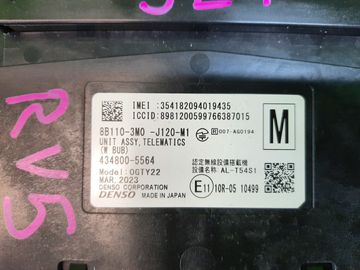 IMEI :354182094019435
ICCID:8981200599766387015
8B110-3M0 -J120-M1
UNIT ASSY,TELEMATICS
(W BUB)
434800-5564
Model:OGTY22
MAR, 2023
DENSO CORPORATION
DENSO MADE IN JAPAN
007-AG0194
M
認定無線設備搭載機
設備名称: AL-T54S1
E11 10R-05 10499
RV5